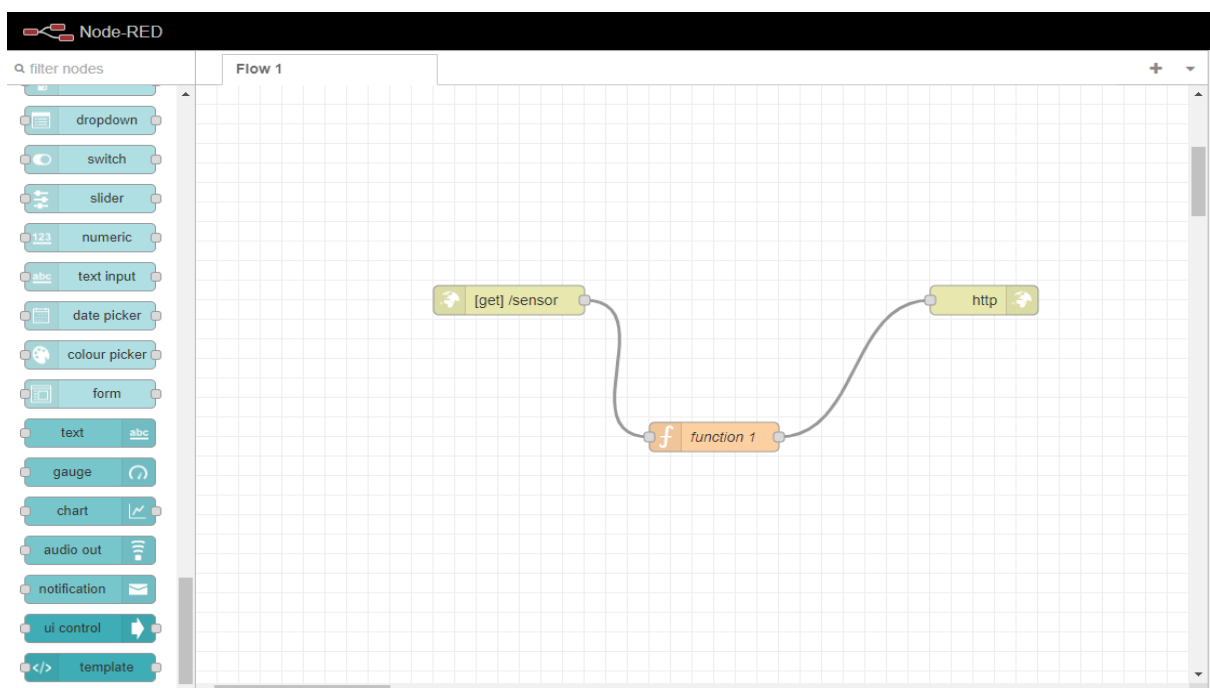 Node-RED
filter nodes
Flow 1
dropdown
switch
slider
123 numeric
abc text input
date picker
colour picker
form
text abc
gauge
chart
audio out
notification
ui control
</> template
[get] /sensor
http
f function 1